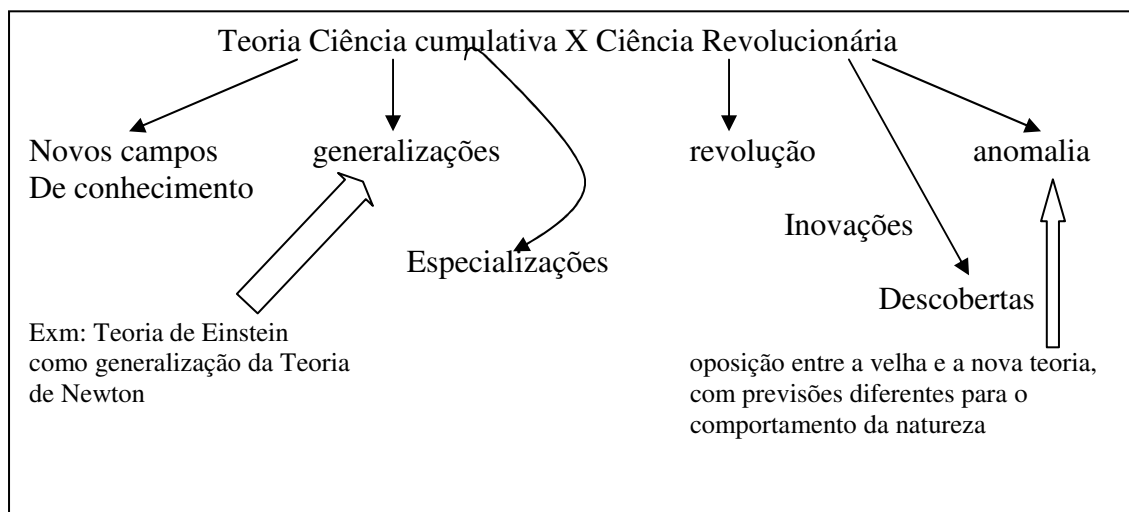 Teoria Ciência cumulativa X Ciência Revolucionária
Novos campos
De conhecimento
generalizações
Especializações
revolução
anomalia
Inovações
Descobertas
Exm: Teoria de Einstein
como generalização da Teoria
de Newton
oposição entre a velha e a nova teoria,
com previsões diferentes para o
comportamento da natureza